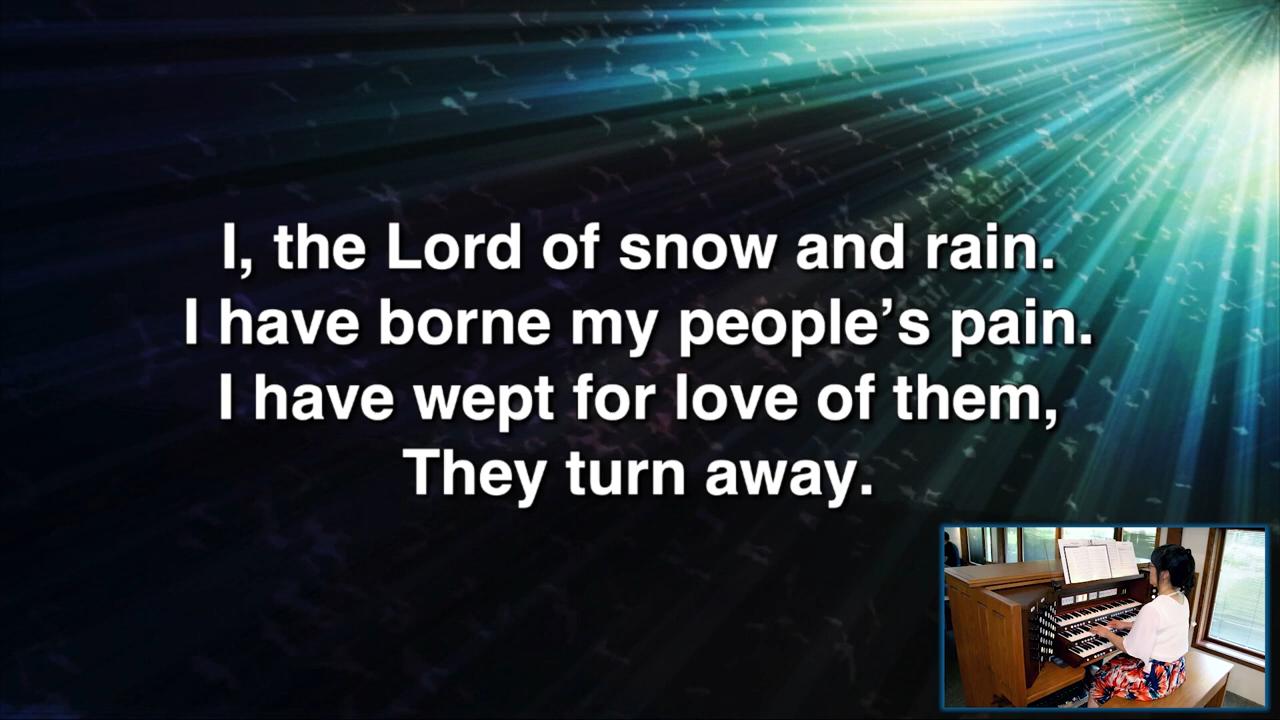 I, the Lord of snow and rain.
I have borne my people’s pain.
I have wept for love of them,
They turn away.